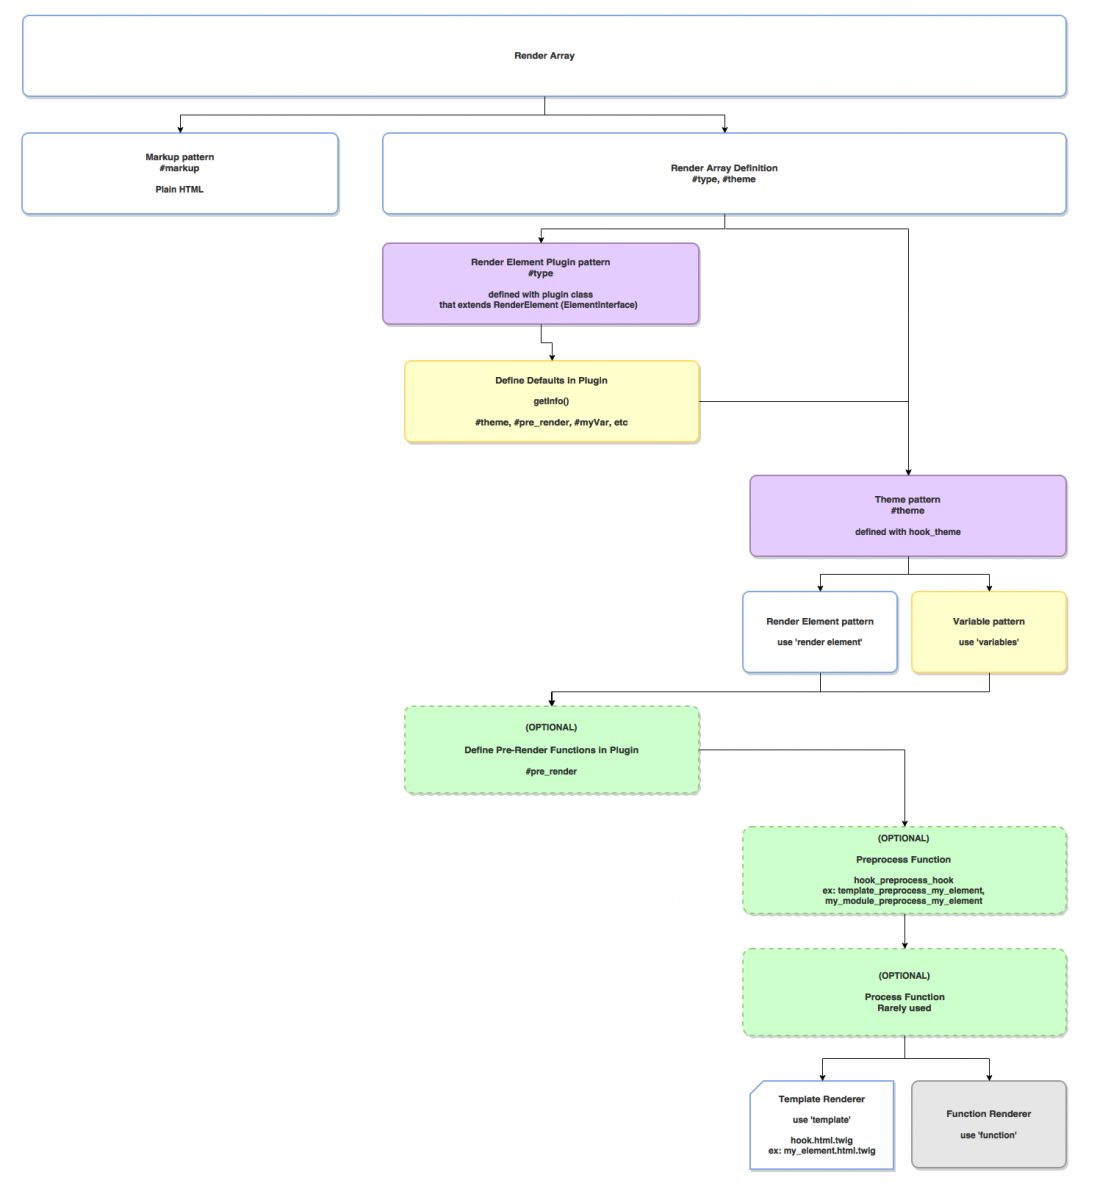 Render Array
Markup pattern
#markup
Plain HTML
Render Array Definition
#type, #theme
Render Element Plugin pattern
#type
defined with plugin class
that extends RenderElement (ElementInterface)
Define Defaults in Plugin
getInfo()
#theme, #pre_render, #myVar, etc
Theme pattern
#theme
defined with hook_theme
Render Element pattern
use 'render element'
Variable pattern
use 'variables'
(OPTIONAL)
Define Pre-Render Functions in Plugin
#pre_render
(OPTIONAL)
Preprocess Function
hook_preprocess_hook
ex: template_preprocess_my_element,
my_module_preprocess_my_element
(OPTIONAL)
Process Function
Rarely used
Template Renderer
use 'template'
hook.html.twig
ex: my_element.html.twig
Function Renderer
use 'function'